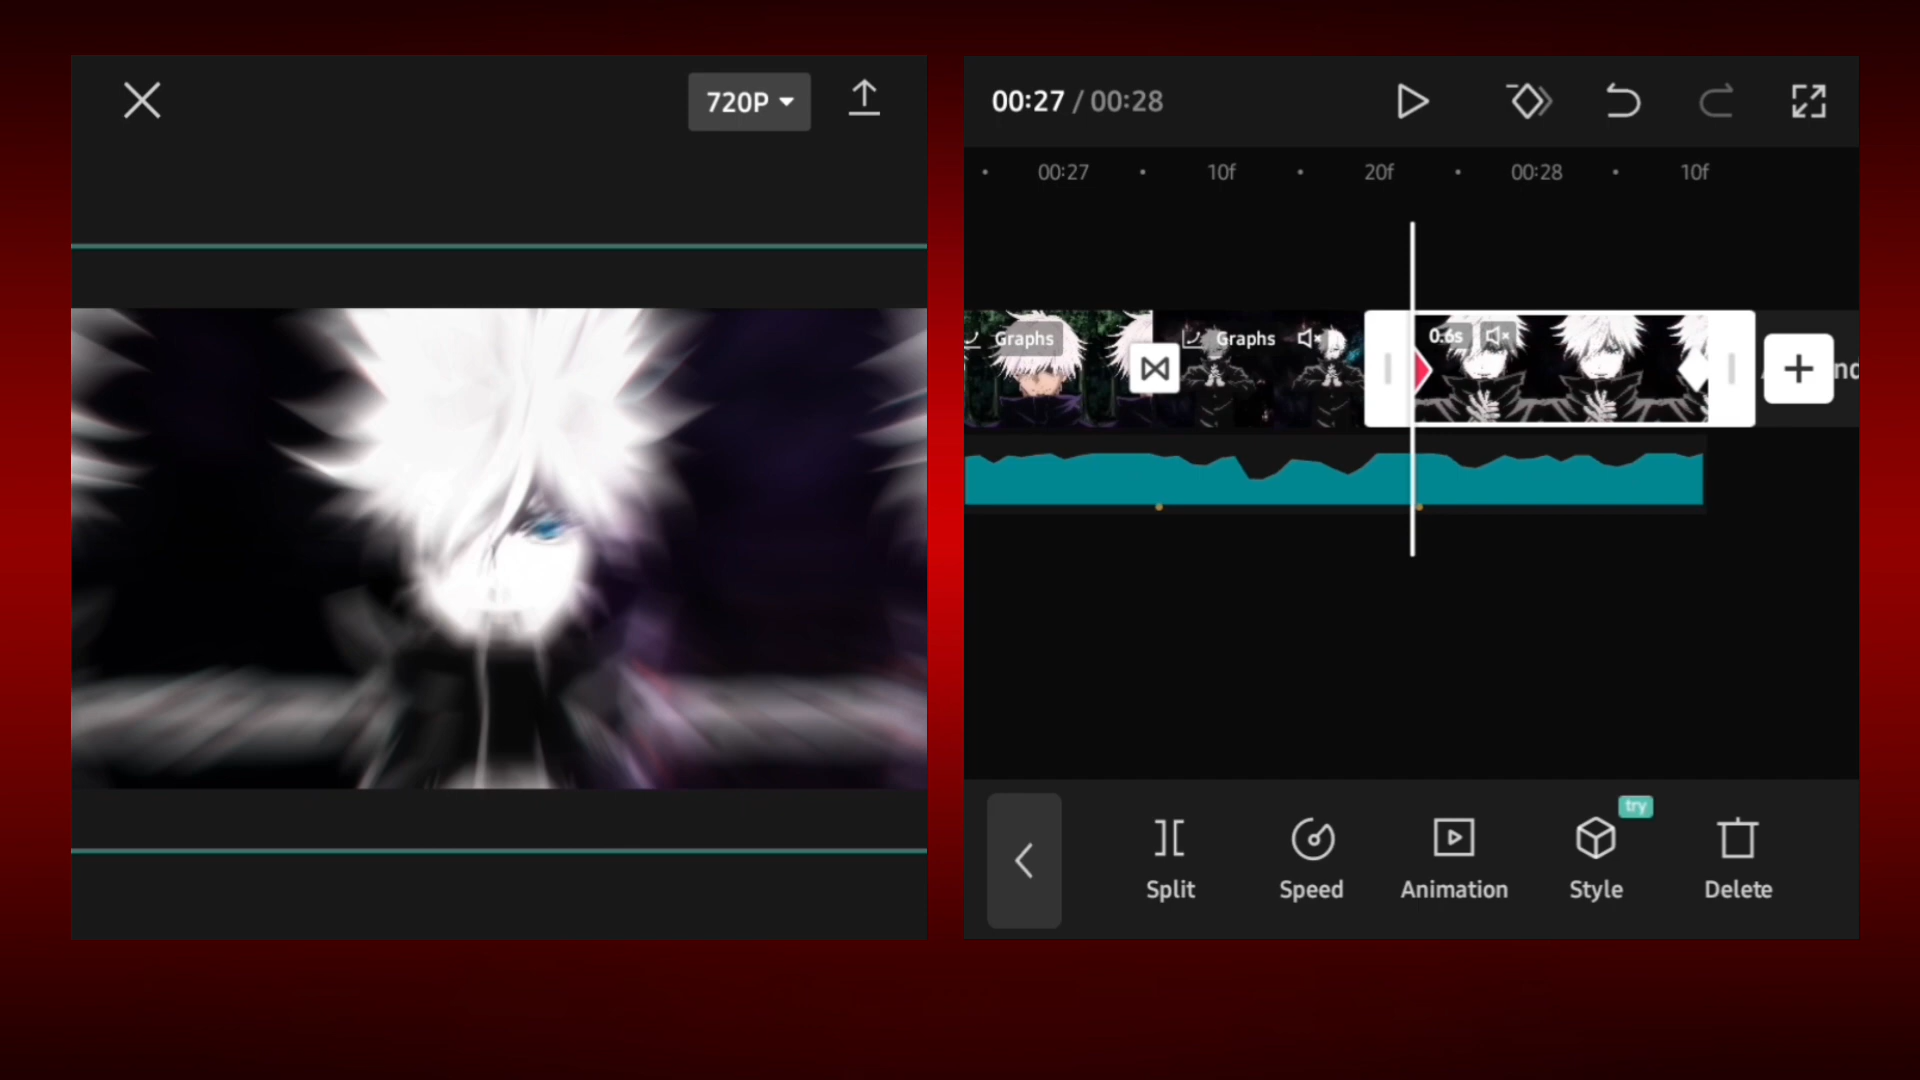 720P
00:27 / 00:28
00:27 10f 20f 00:28 10f
Graphs Graphs 0.6s
try
Split Speed Animation Style Delete